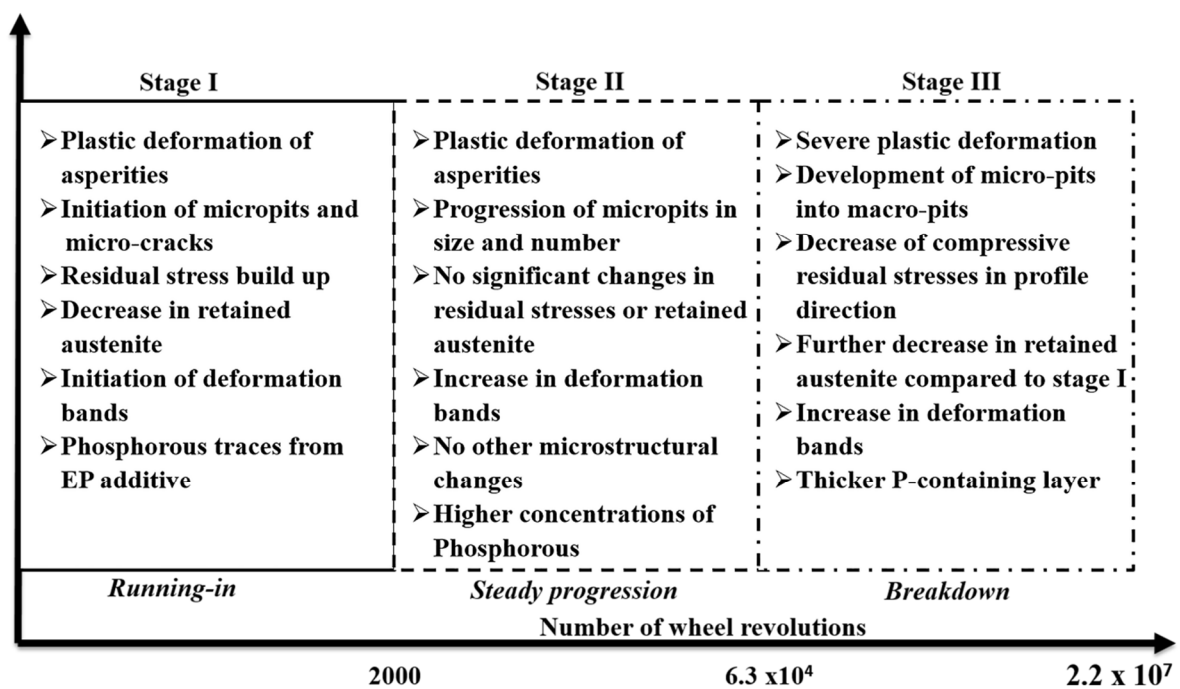 Stage I
➢Plastic deformation of
asperities
➢Initiation of micropits and
micro-cracks
➢Residual stress build up
➢Decrease in retained
austenite
➢Initiation of deformation
bands
➢Phosphorous traces from
EP additive
Running-in
Stage II
➢Plastic deformation of
asperities
➢Progression of micropits in
size and number
➢No significant changes in
residual stresses or retained
austenite
➢Increase in deformation
bands
➢No other microstructural
changes
➢Higher concentrations of
Phosphorous
Steady progression
Stage III
➢Severe plastic deformation
➢Development of micro-pits
into macro-pits
➢Decrease of compressive
residual stresses in profile
direction
➢Further decrease in retained
austenite compared to stage I
➢Increase in deformation
bands
➢Thicker P-containing layer
Breakdown
Number of wheel revolutions
2000
6.3 x10⁴
2.2 x 10⁷